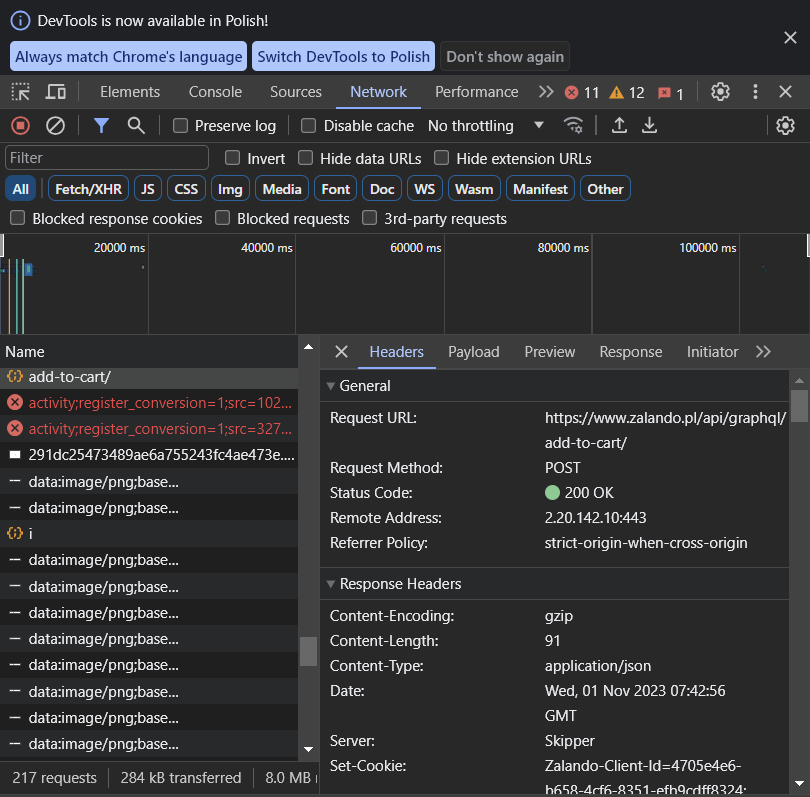 DevTools is now available in Polish!
Always match Chrome's language Switch DevTools to Polish Don't show again
Elements Console Sources Network Performance 11 12 1
Preserve log Disable cache No throttling
Filter Invert Hide data URLs Hide extension URLs
All Fetch/XHR JS CSS Img Media Font Doc WS Wasm Manifest Other
Blocked response cookies Blocked requests 3rd-party requests
20000 ms 40000 ms 60000 ms 80000 ms 100000 ms
Name
add-to-cart/
activity;register_conversion=1;src=102...
activity;register_conversion=1;src=327...
291dc25473489ae6a755243fc4ae473e....
data:image/png;base...
data:image/png;base...
i
data:image/png;base...
data:image/png;base...
data:image/png;base...
data:image/png;base...
data:image/png;base...
data:image/png;base...
data:image/png;base...
data:image/png;base...
217 requests 284 kB transferred 8.0 MB
Headers Payload Preview Response Initiator
General
Request URL: https://www.zalando.pl/api/graphql/
add-to-cart/
Request Method: POST
Status Code: 200 OK
Remote Address: 2.20.142.10:443
Referrer Policy: strict-origin-when-cross-origin
Response Headers
Content-Encoding: gzip
Content-Length: 91
Content-Type: application/json
Date: Wed, 01 Nov 2023 07:42:56
GMT
Server: Skipper
Set-Cookie: Zalando-Client-Id=4705e4e6-
b658-4cf6-8351-efb9cdff8324;